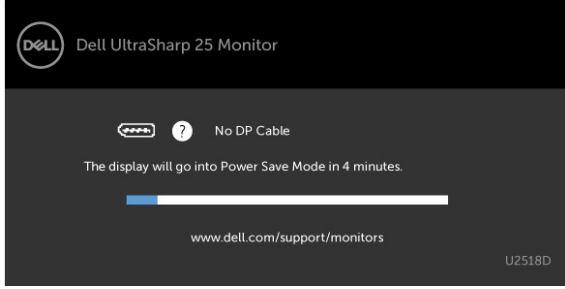 DELL Dell UltraSharp 25 Monitor
? No DP Cable
The display will go into Power Save Mode in 4 minutes.
www.dell.com/support/monitors
U2518D